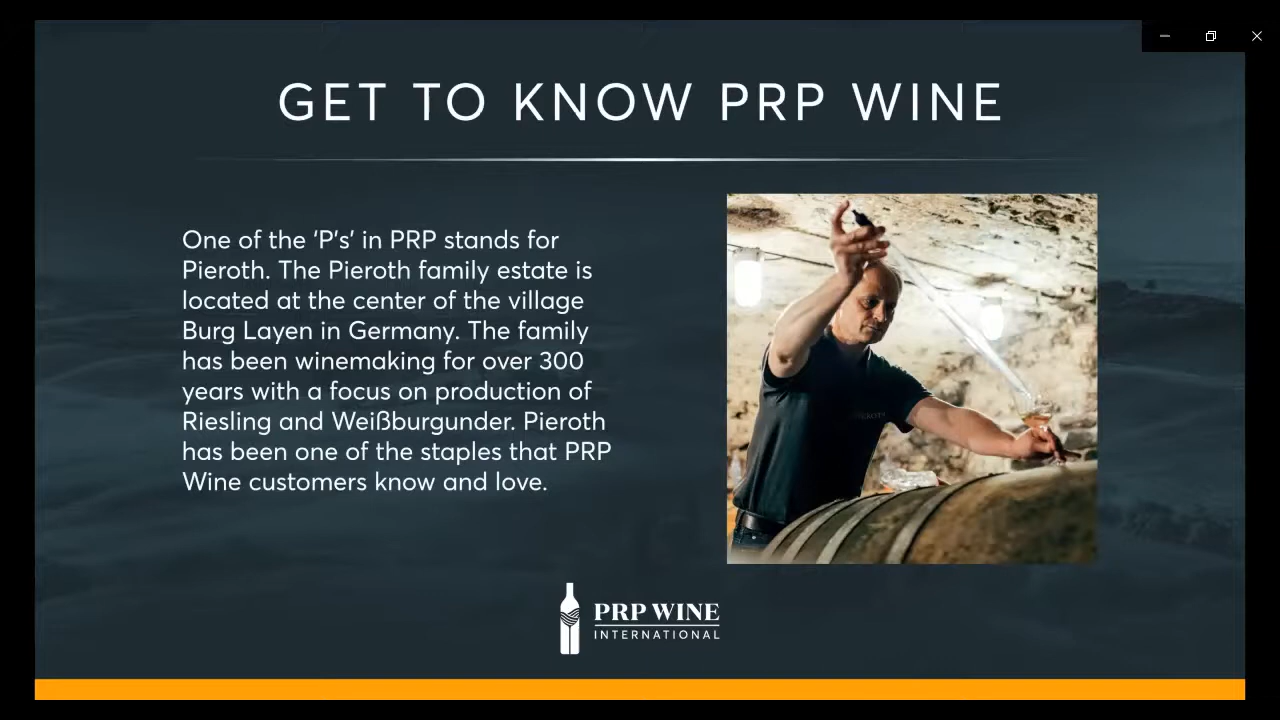 GET TO KNOW PRP WINE
One of the ‘P’s’ in PRP stands for
Pieroth. The Pieroth family estate is
located at the center of the village
Burg Layen in Germany. The family
has been winemaking for over 300
years with a focus on production of
Riesling and Weißburgunder. Pieroth
has been one of the staples that PRP
Wine customers know and love.
PRP WINE
INTERNATIONAL